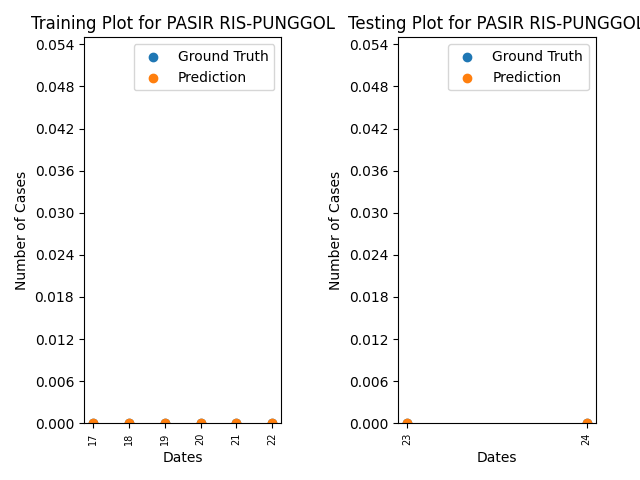 Training Plot for PASIR RIS-PUNGGOL
Ground Truth
Prediction
0.054
0.048
0.042
0.036
0.030
0.024
0.018
0.012
0.006
0.000
Number of Cases
17 18 19 20 21 22
Dates
Testing Plot for PASIR RIS-PUNGGOL
Ground Truth
Prediction
0.054
0.048
0.042
0.036
0.030
0.024
0.018
0.012
0.006
0.000
Number of Cases
23 24
Dates